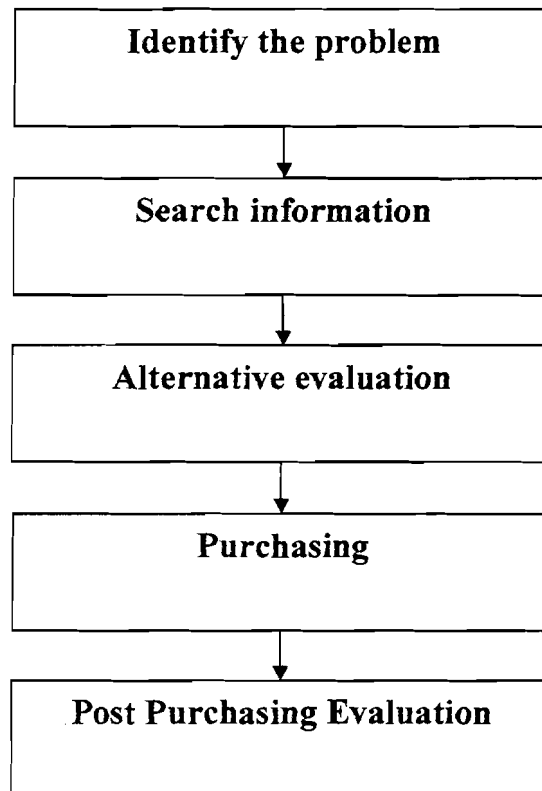 Identify the problem
Search information
Alternative evaluation
Purchasing
Post Purchasing Evaluation